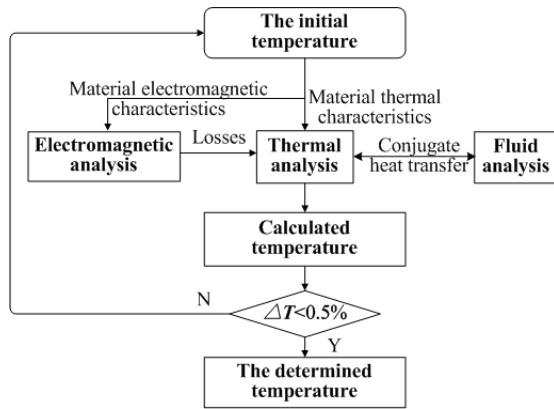 The initial
temperature
Material electromagnetic
characteristics
Material thermal
characteristics
Electromagnetic
analysis
Losses
Thermal
analysis
Conjugate
heat transfer
Fluid
analysis
Calculated
temperature
N
△T<0.5%
Y
The determined
temperature